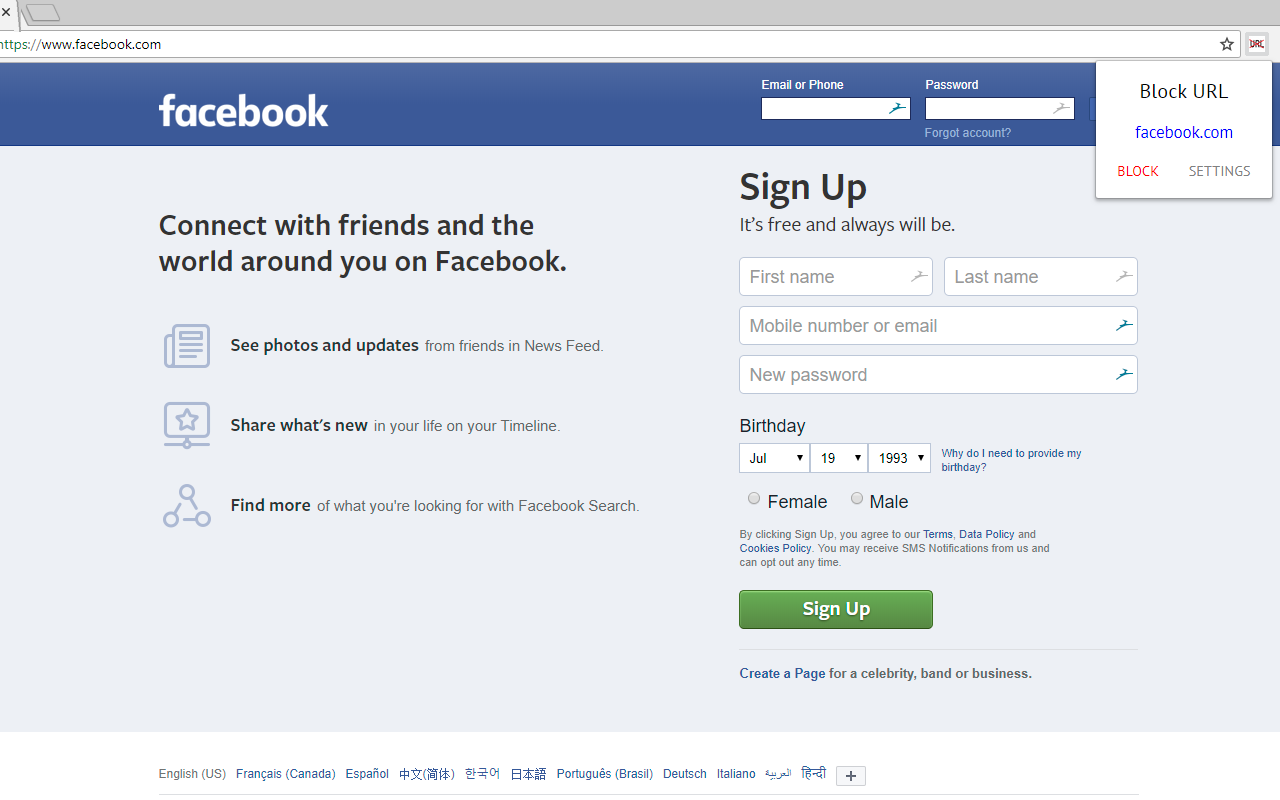 https://www.facebook.com
URL
Block URL
facebook.com
BLOCK SETTINGS
facebook
Email or Phone Password
Forgot account?
Connect with friends and the
world around you on Facebook.
See photos and updates from friends in News Feed.
Share what's new in your life on your Timeline.
Find more of what you're looking for with Facebook Search.
Sign Up
It's free and always will be.
First name Last name
Mobile number or email
New password
Birthday
Jul 19 1993 Why do I need to provide my
birthday?
Female Male
By clicking Sign Up, you agree to our Terms, Data Policy and
Cookies Policy. You may receive SMS Notifications from us and
can opt out any time.
Sign Up
Create a Page for a celebrity, band or business.
English (US) Français (Canada) Español 中文(简体) 한국어 日本語 Português (Brasil) Deutsch Italiano العربية हिन्दी +